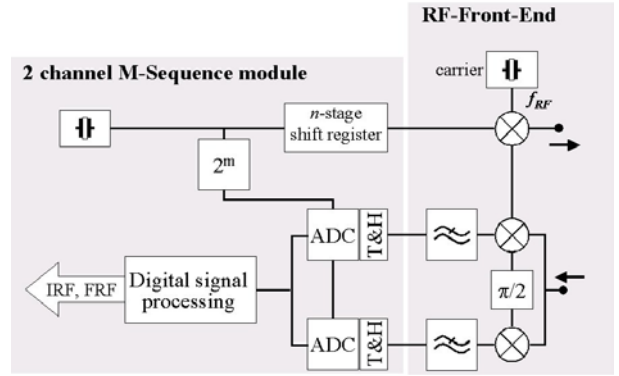 RF-Front-End
2 channel M-Sequence module
carrier
f_RF
n-stage
shift register
2^m
ADC T&H
IRF, FRF
Digital signal
processing
π/2
ADC T&H